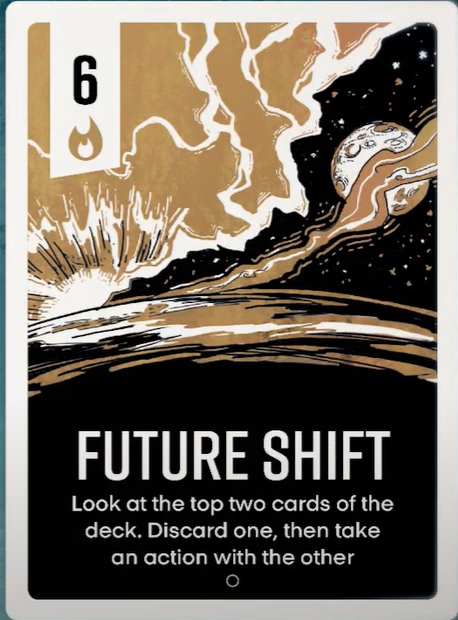 6
FUTURE SHIFT
Look at the top two cards of the
deck. Discard one, then take
an action with the other